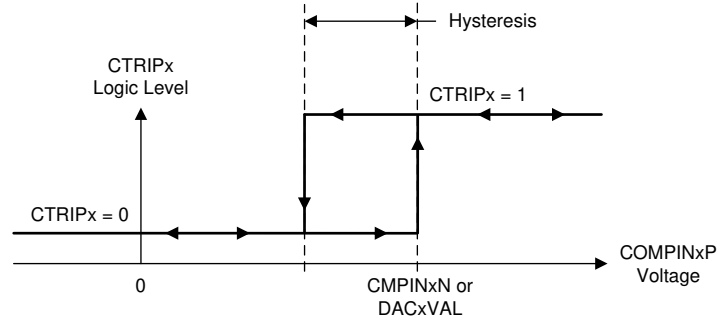 Hysteresis
CTRIPx
Logic Level
CTRIPx = 1
CTRIPx = 0
COMPINxP
Voltage
0
CMPINxN or
DACxVAL